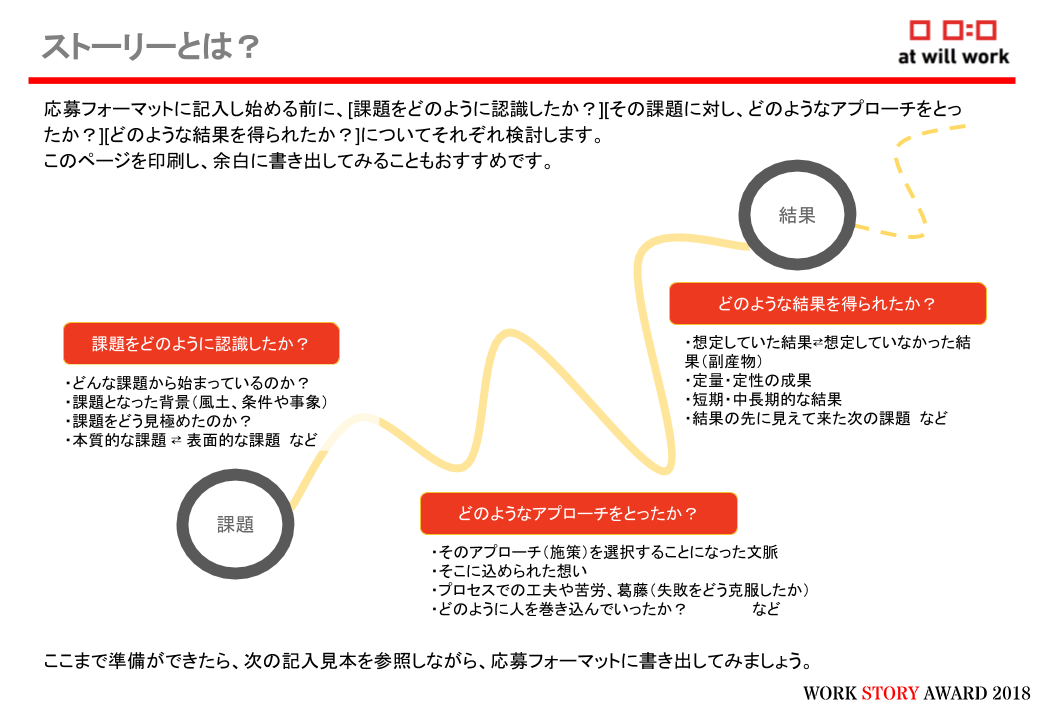 ストーリーとは？
at will work
応募フォーマットに記入し始める前に、[課題をどのように認識したか？][その課題に対し、どのようなアプローチをとっ
たか？][どのような結果を得られたか？]についてそれぞれ検討します。
このページを印刷し、余白に書き出してみることもおすすめです。
結果
どのような結果を得られたか？
・想定していた結果⇄想定していなかった結
果（副産物）
・定量・定性の成果
・短期・中長期的な結果
・結果の先に見えて来た次の課題 など
課題をどのように認識したか？
・どんな課題から始まっているのか？
・課題となった背景（風土、条件や事象）
・課題をどう見極めたのか？
・本質的な課題 ⇄ 表面的な課題 など
課題
どのようなアプローチをとったか？
・そのアプローチ（施策）を選択することになった文脈
・そこに込められた想い
・プロセスでの工夫や苦労、葛藤（失敗をどう克服したか）
・どのように人を巻き込んでいったか？ など
ここまで準備ができたら、次の記入見本を参照しながら、応募フォーマットに書き出してみましょう。
WORK STORY AWARD 2018